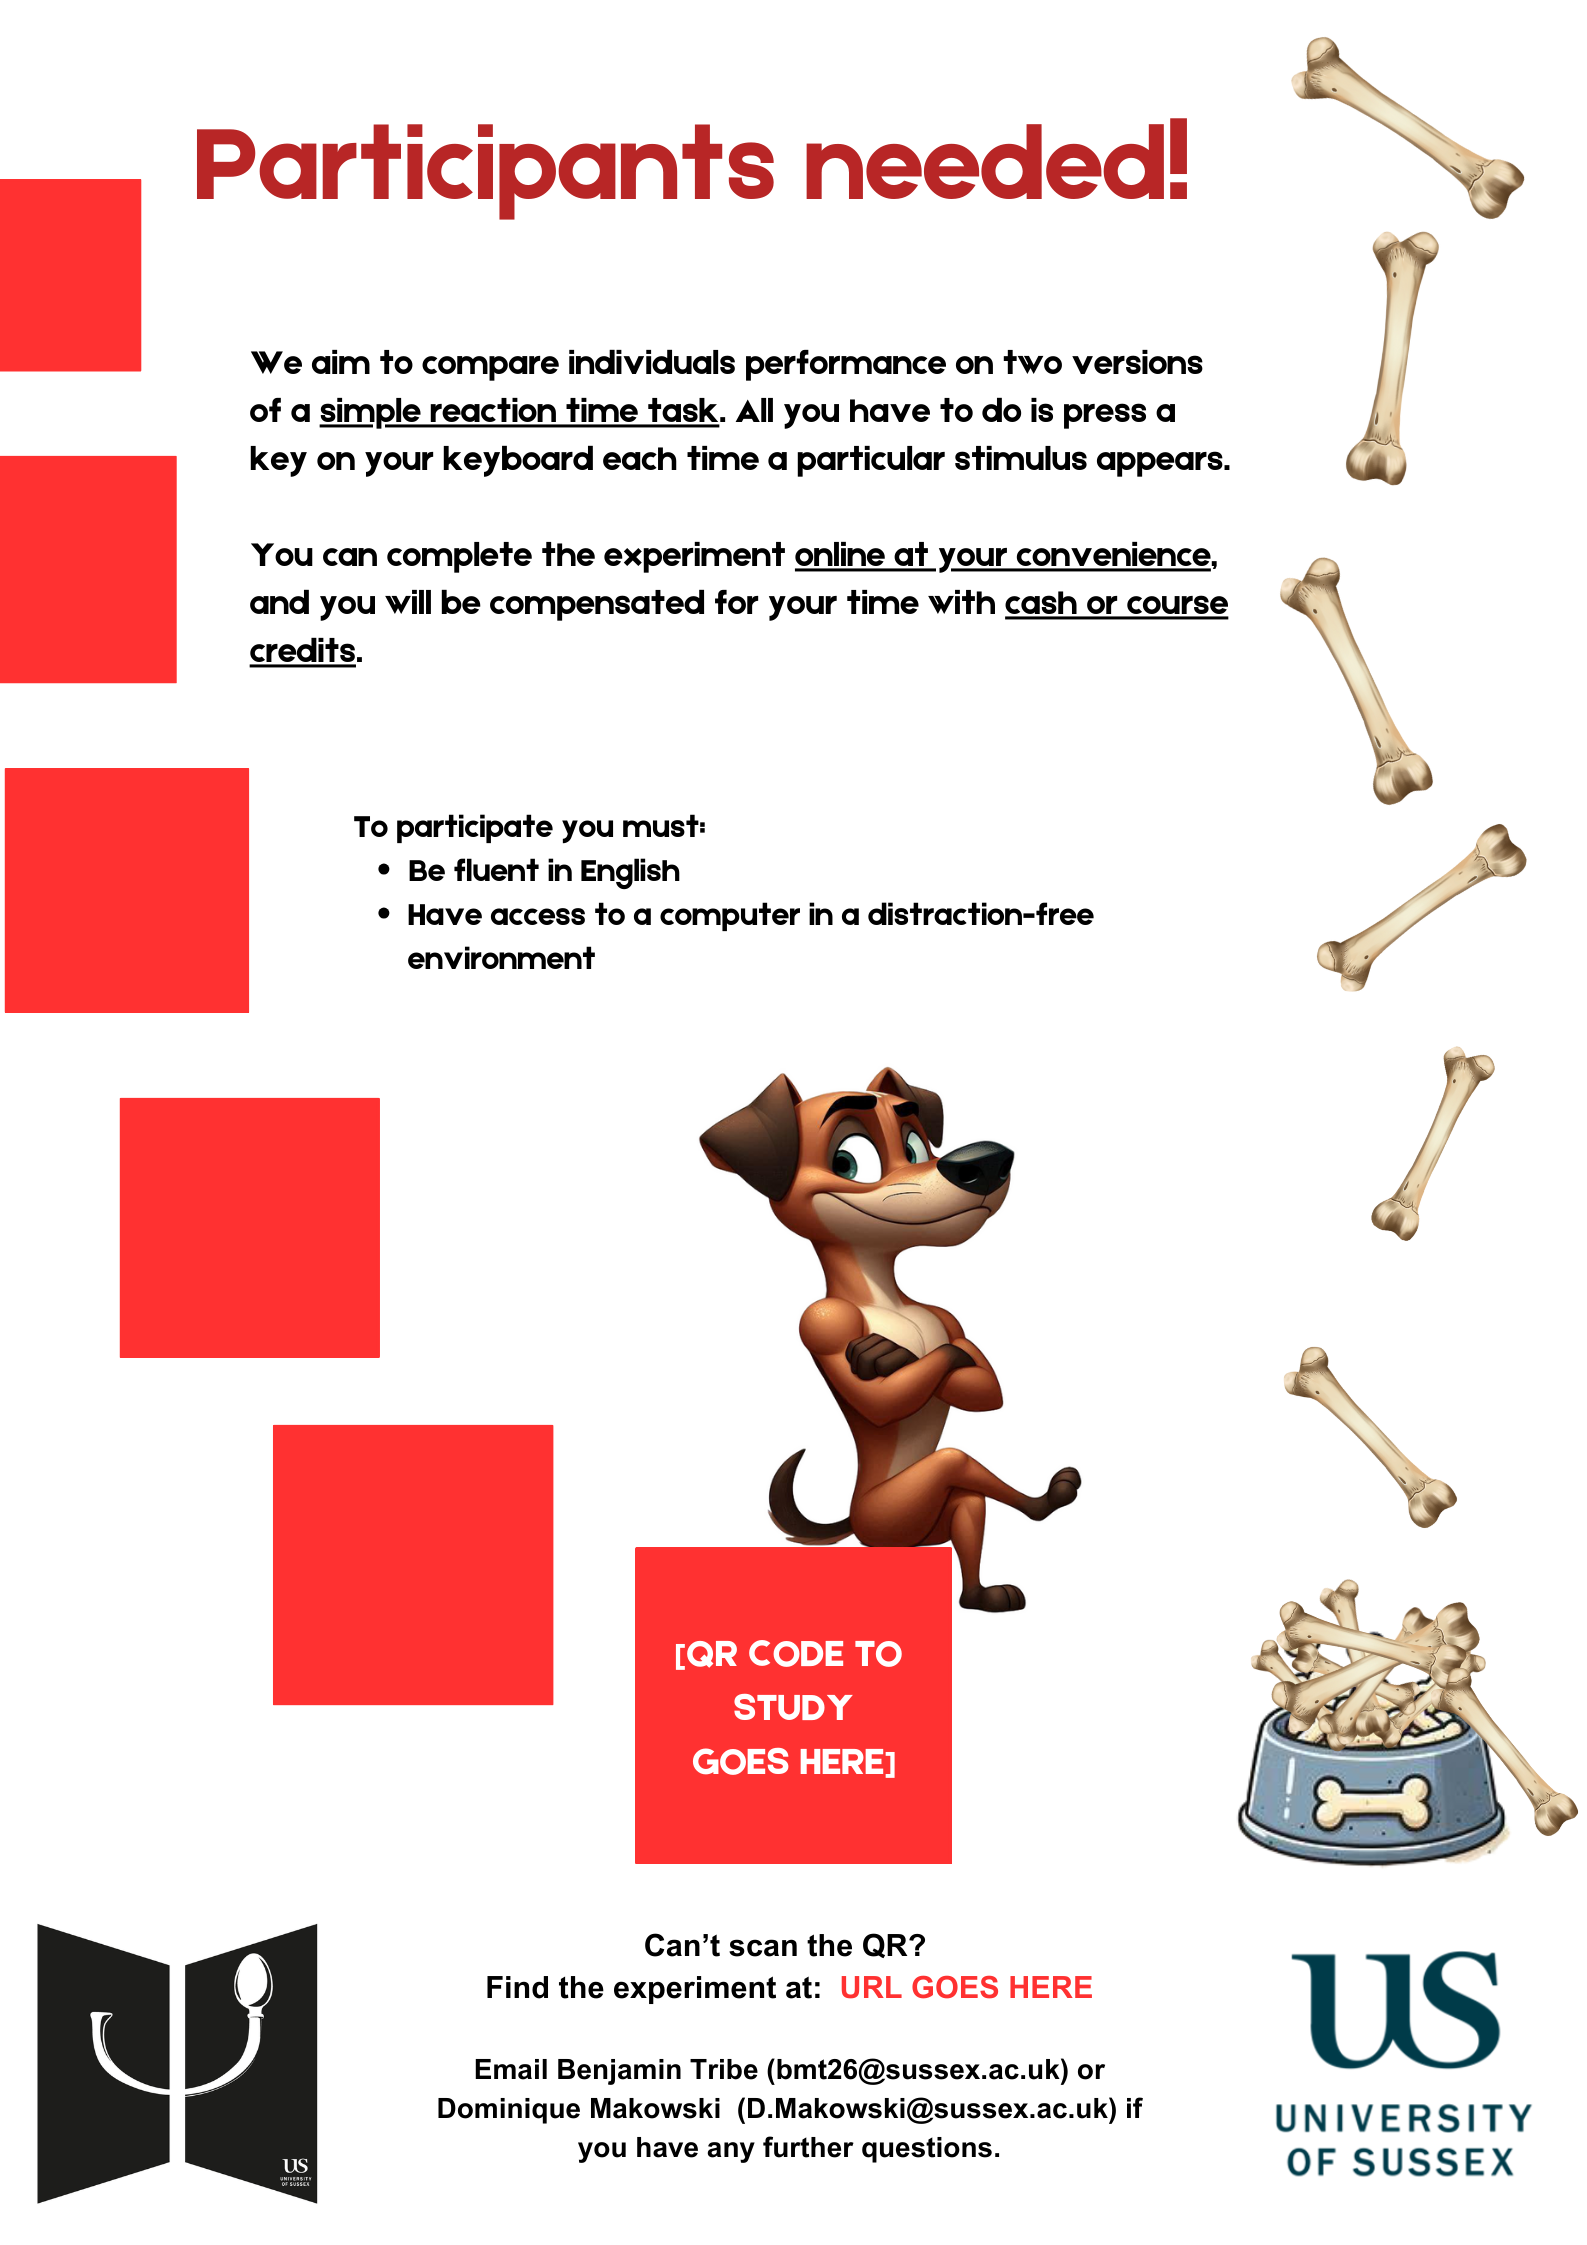 Participants needed!
We aim to compare individuals performance on two versions
of a simple reaction time task. All you have to do is press a
key on your keyboard each time a particular stimulus appears.
You can complete the experiment online at your convenience,
and you will be compensated for your time with cash or course
credits.
To participate you must:
• Be fluent in English
• Have access to a computer in a distraction-free
environment
[QR CODE TO
STUDY
GOES HERE]
Can’t scan the QR?
Find the experiment at: URL GOES HERE
Email Benjamin Tribe (bmt26@sussex.ac.uk) or
Dominique Makowski (D.Makowski@sussex.ac.uk) if
you have any further questions.
US
UNIVERSITY
OF SUSSEX
US
UNIVERSITY
OF SUSSEX